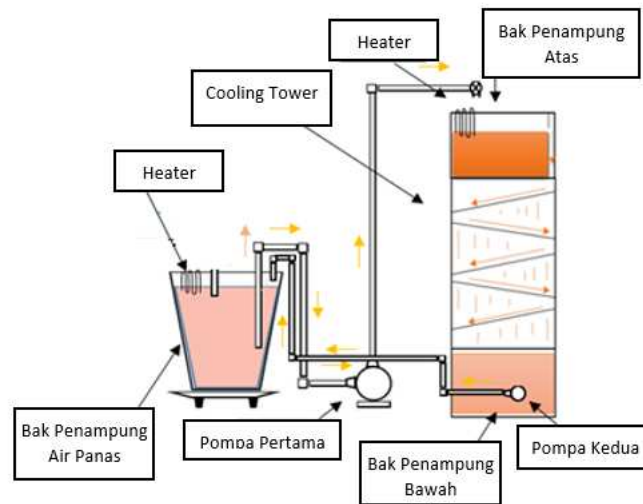 Heater
Bak Penampung
Atas
Cooling Tower
Heater
Bak Penampung
Air Panas
Pompa Pertama
Bak Penampung
Bawah
Pompa Kedua